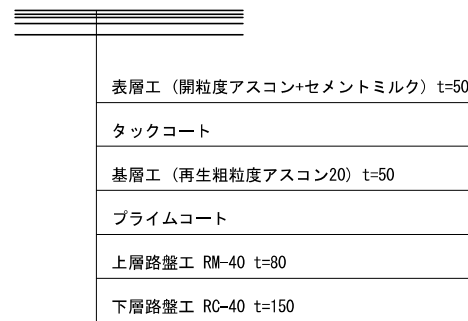 表層工（開粒度アスコン+セメントミルク）t=50
タックコート
基層工（再生粗粒度アスコン20）t=50
プライムコート
上層路盤工 RM-40 t=80
下層路盤工 RC-40 t=150